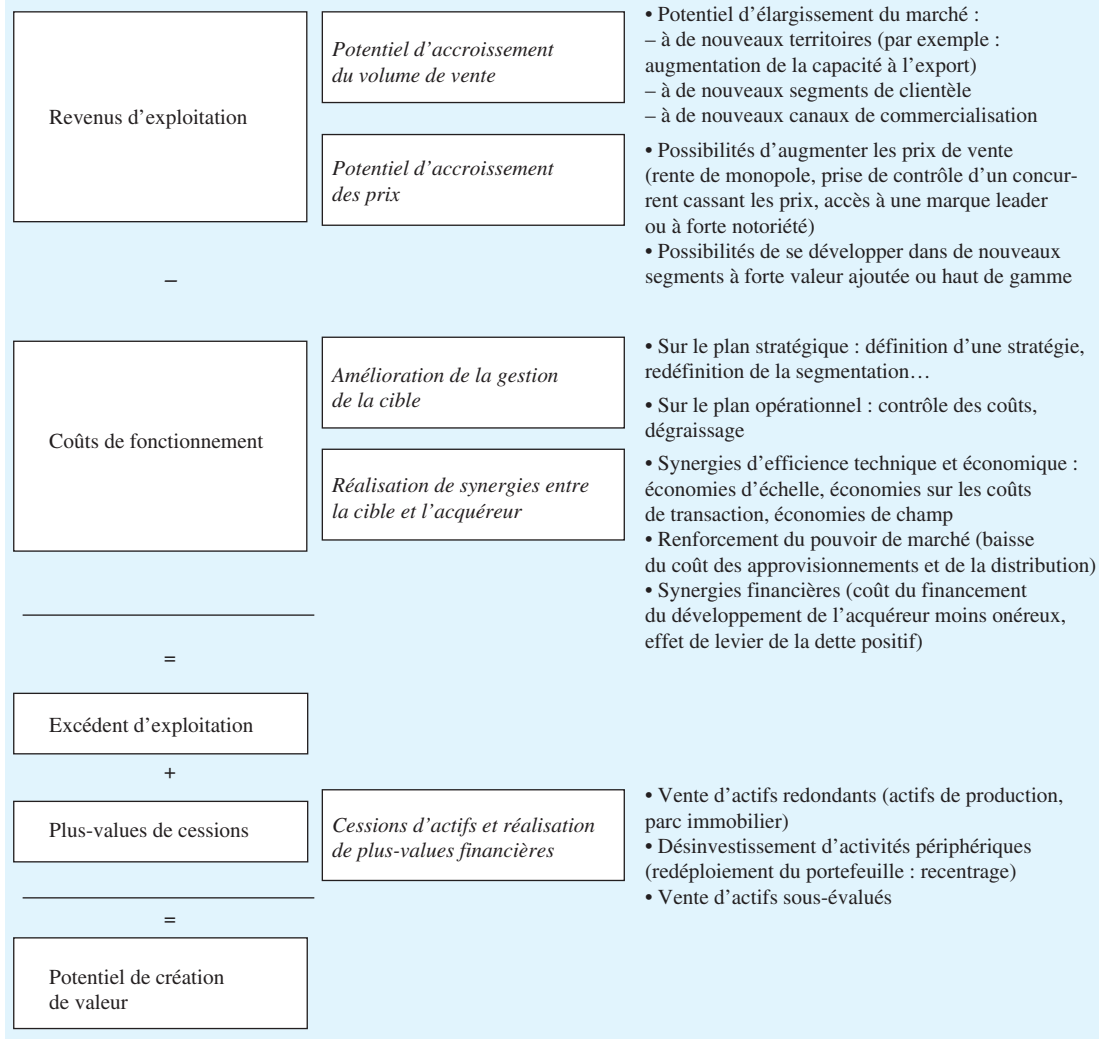 Revenus d'exploitation
Potentiel d'accroissement
du volume de vente
• Potentiel d'élargissement du marché :
– à de nouveaux territoires (par exemple :
augmentation de la capacité à l'export)
– à de nouveaux segments de clientèle
– à de nouveaux canaux de commercialisation
Potentiel d'accroissement
des prix
• Possibilités d'augmenter les prix de vente
(rente de monopole, prise de contrôle d'un concur-
rent cassant les prix, accès à une marque leader
ou à forte notoriété)
• Possibilités de se développer dans de nouveaux
segments à forte valeur ajoutée ou haut de gamme
–
Coûts de fonctionnement
Amélioration de la gestion
de la cible
• Sur le plan stratégique : définition d'une stratégie,
redéfinition de la segmentation…
• Sur le plan opérationnel : contrôle des coûts,
dégraissage
Réalisation de synergies entre
la cible et l'acquéreur
• Synergies d'efficience technique et économique :
économies d'échelle, économies sur les coûts
de transaction, économies de champ
• Renforcement du pouvoir de marché (baisse
du coût des approvisionnements et de la distribution)
• Synergies financières (coût du financement
du développement de l'acquéreur moins onéreux,
effet de levier de la dette positif)
=
Excédent d'exploitation
+
Plus-values de cessions
Cessions d'actifs et réalisation
de plus-values financières
• Vente d'actifs redondants (actifs de production,
parc immobilier)
• Désinvestissement d'activités périphériques
(redéploiement du portefeuille : recentrage)
• Vente d'actifs sous-évalués
=
Potentiel de création
de valeur